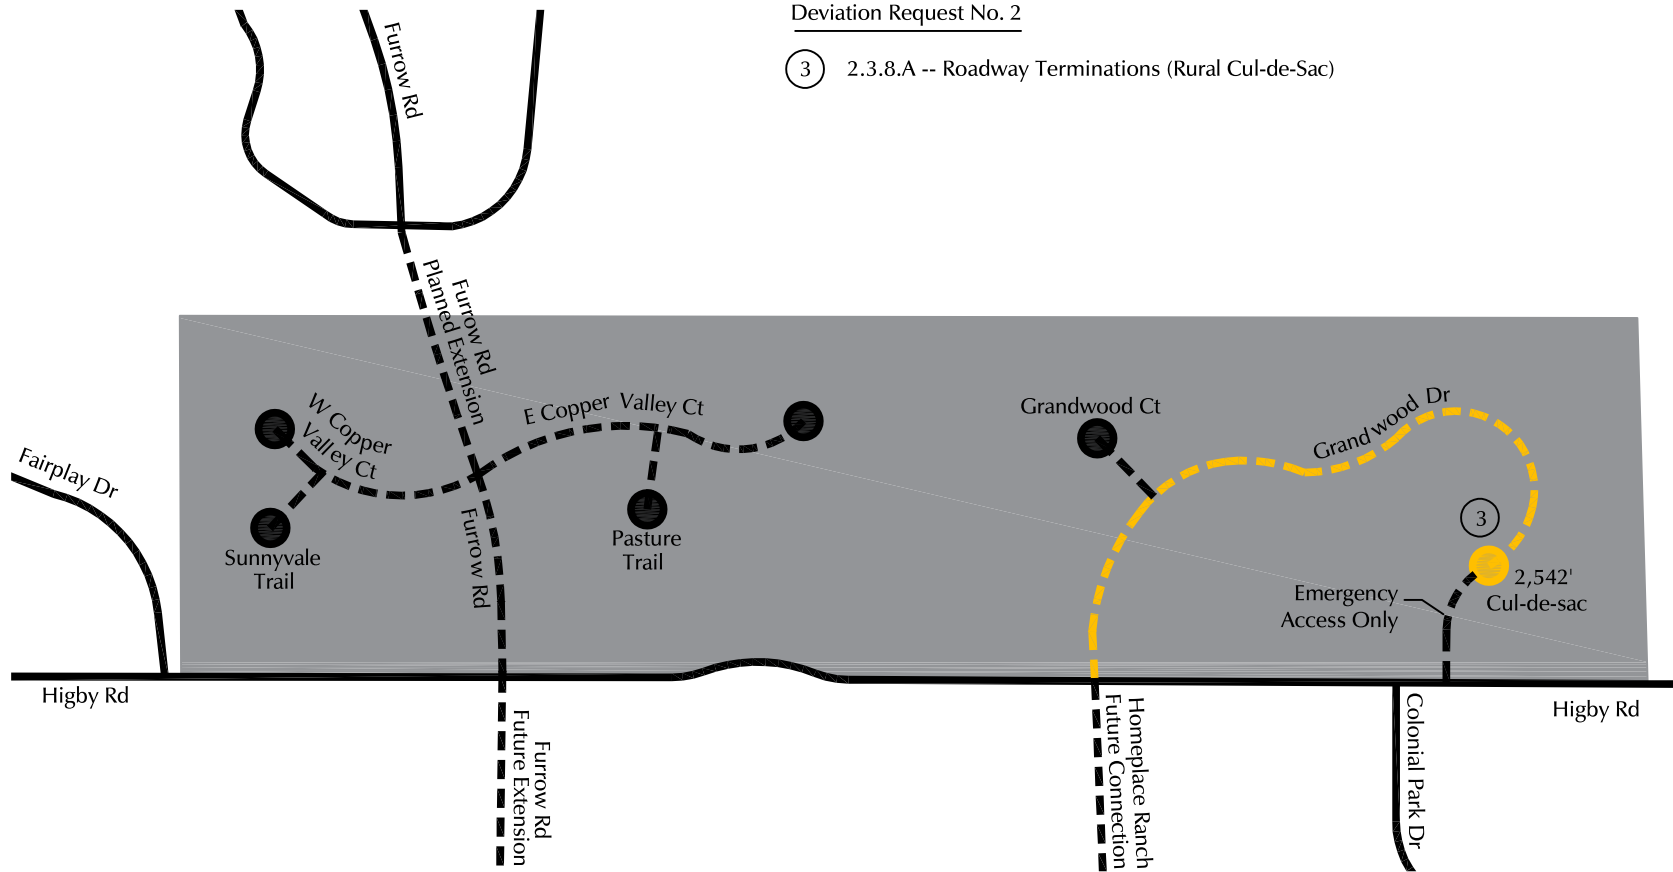 Deviation Request No. 2
3 2.3.8.A -- Roadway Terminations (Rural Cul-de-Sac)
Furrow Rd
Furrow Rd
Planned Extension
W Copper
Valley Ct
E Copper Valley Ct
Grandwood Ct
Grandwood Dr
Fairplay Dr
Sunnyvale
Trail
Furrow Rd
Pasture
Trail
3
2,542'
Cul-de-sac
Emergency
Access Only
Higby Rd
Higby Rd
Furrow Rd
Future Extension
Homeplace Ranch
Future Connection
Colonial Park Dr